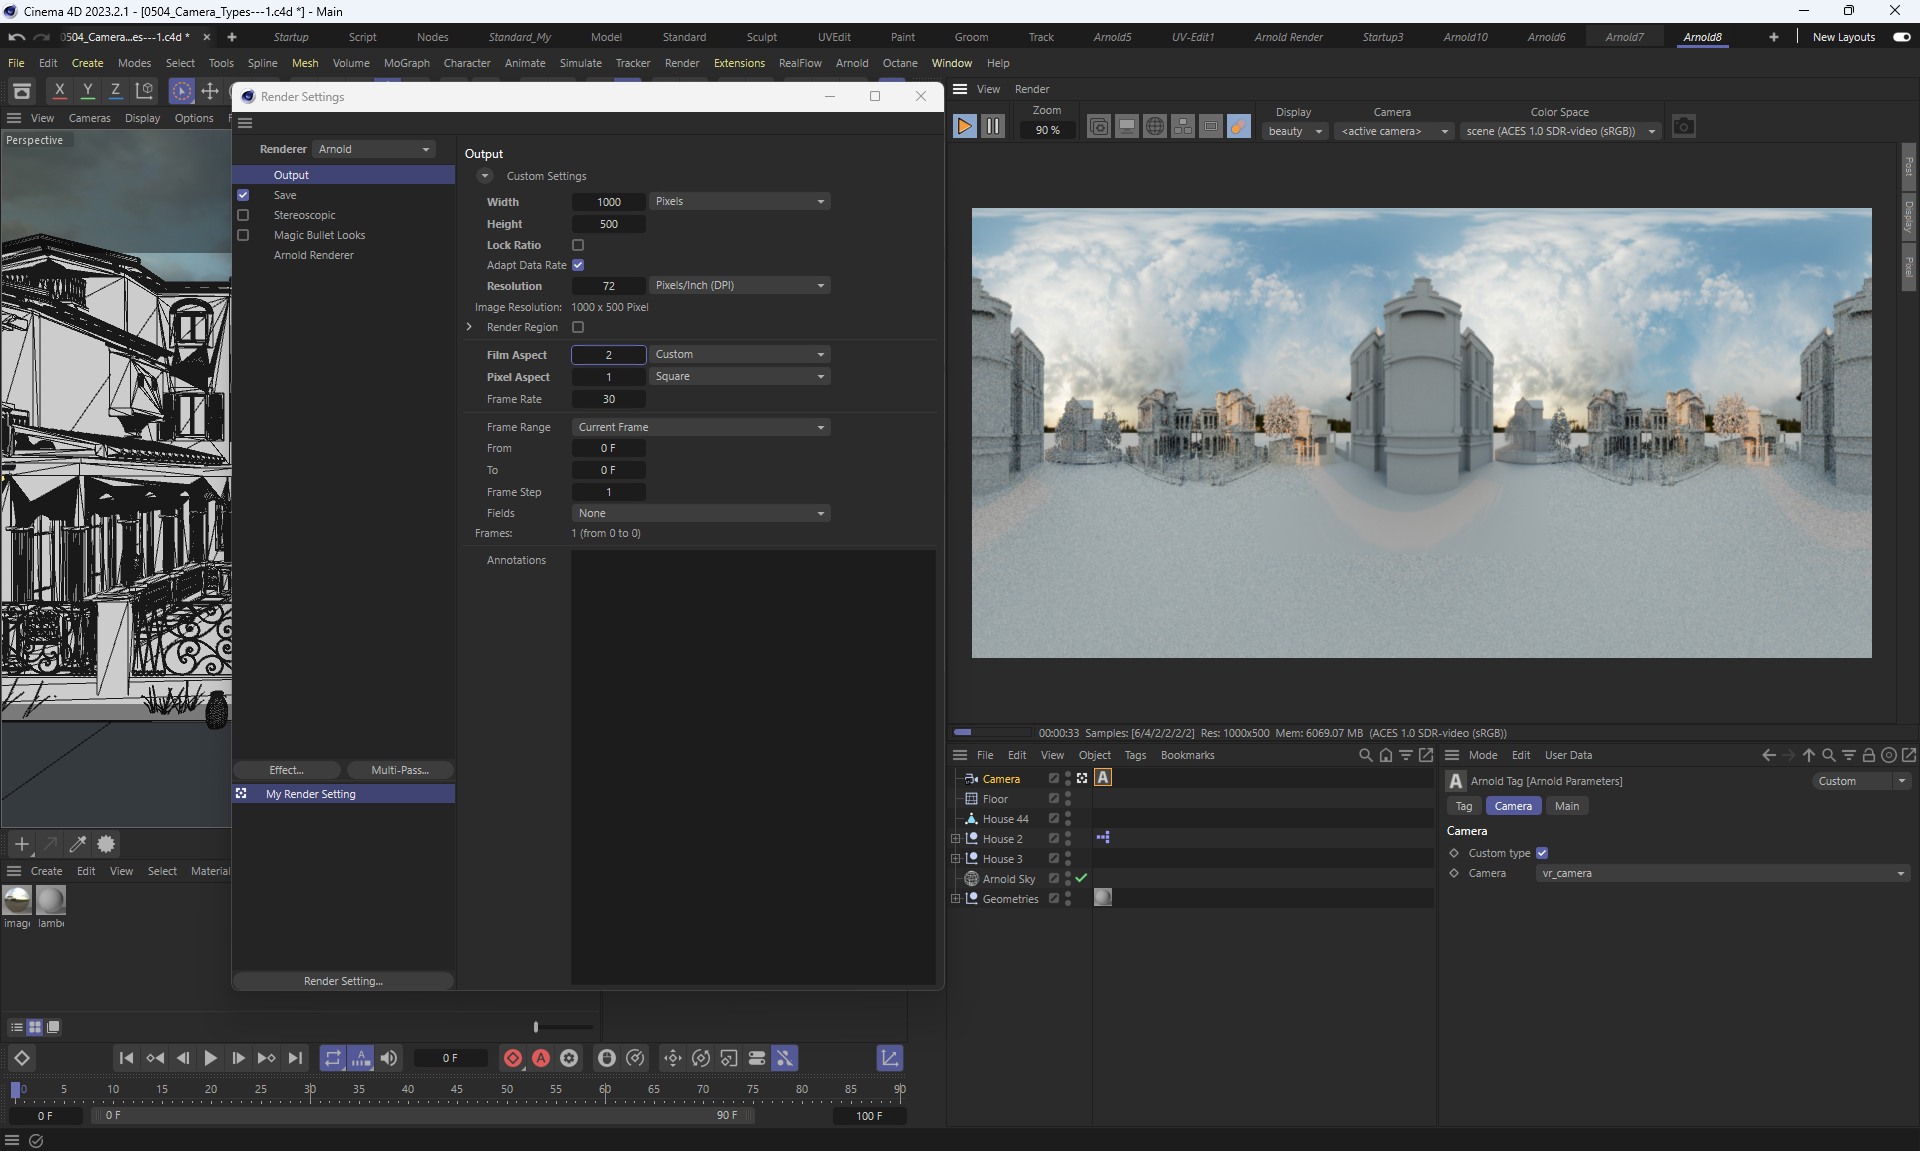 Cinema 4D 2023.2.1 - [0504_Camera_Types---1.c4d *] - Main
0504_Camera...es---1.c4d *
Startup Script Nodes Standard_My Model Standard Sculpt UVEdit Paint Groom Track Arnold5 UV-Edit1 Arnold Render Startup3 Arnold10 Arnold6 Arnold7 Arnold8 New Layouts
File Edit Create Modes Select Tools Spline Mesh Volume MoGraph Character Animate Simulate Tracker Render Extensions RealFlow Arnold Octane Window Help
X Y Z
View Cameras Display Options
Perspective
Render Settings
Renderer Arnold
Output
Save
Stereoscopic
Magic Bullet Looks
Arnold Renderer
Effect... Multi-Pass...
My Render Setting
Render Setting...
Output
Custom Settings
Width 1000 Pixels
Height 500
Lock Ratio
Adapt Data Rate
Resolution 72 Pixels/Inch (DPI)
Image Resolution: 1000 x 500 Pixel
Render Region
Film Aspect 2 Custom
Pixel Aspect 1 Square
Frame Rate 30
Frame Range Current Frame
From 0 F
To 0 F
Frame Step 1
Fields None
Frames: 1 (from 0 to 0)
Annotations
View Render
Zoom Display Camera Color Space
90 % beauty <active camera> scene (ACES 1.0 SDR-video (sRGB))
Post
Display
Pixel
00:00:33 Samples: [6/4/2/2/2/2] Res: 1000x500 Mem: 6069.07 MB (ACES 1.0 SDR-video (sRGB))
File Edit View Object Tags Bookmarks
Camera A
Floor
House 44
House 2
House 3
Arnold Sky
Geometries
Mode Edit User Data
A Arnold Tag [Arnold Parameters] Custom
Tag Camera Main
Camera
Custom type
Camera vr_camera
Create Edit View Select Material
imag lambe
0 F
0 5 10 15 20 25 30 35 40 45 50 55 60 65 70 75 80 85 90
0 F 0 F 90 F 100 F